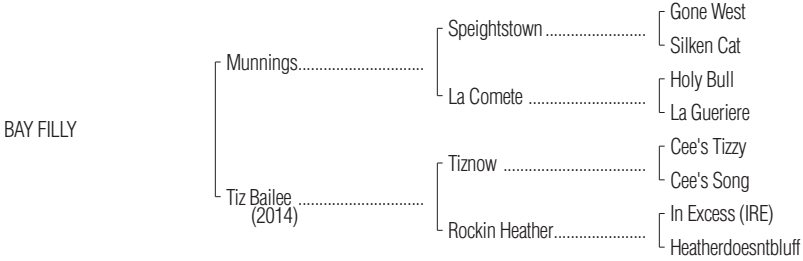 Gone West
Speightstown
Silken Cat
Munnings
Holy Bull
La Comete
La Gueriere
BAY FILLY
Cee's Tizzy
Tiznow
Cee's Song
Tiz Bailee
(2014)
In Excess (IRE)
Rockin Heather
Heatherdoesntbluff